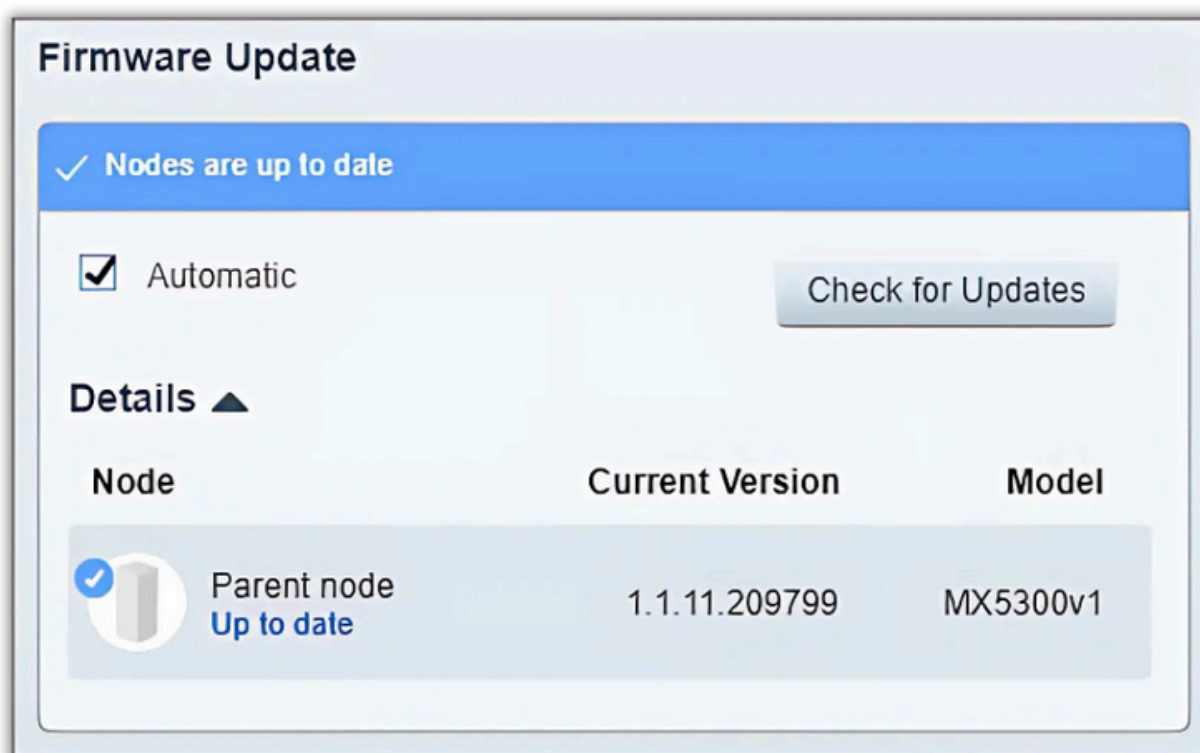 Firmware Update
Nodes are up to date
Automatic
Check for Updates
Details
Node Current Version Model
Parent node
Up to date
1.1.11.209799 MX5300v1